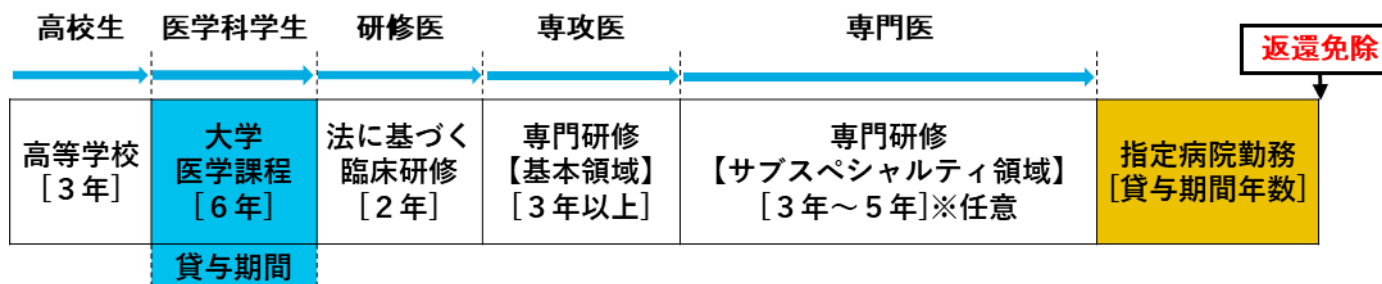 高校生
医学科学生
研修医
専攻医
専門医
返還免除
高等学校
[３年]
大学
医学課程
[６年]
法に基づく
臨床研修
[２年]
専門研修
【基本領域】
[３年以上]
専門研修
【サブスペシャルティ領域】
[３年～５年]※任意
指定病院勤務
[貸与期間年数]
貸与期間